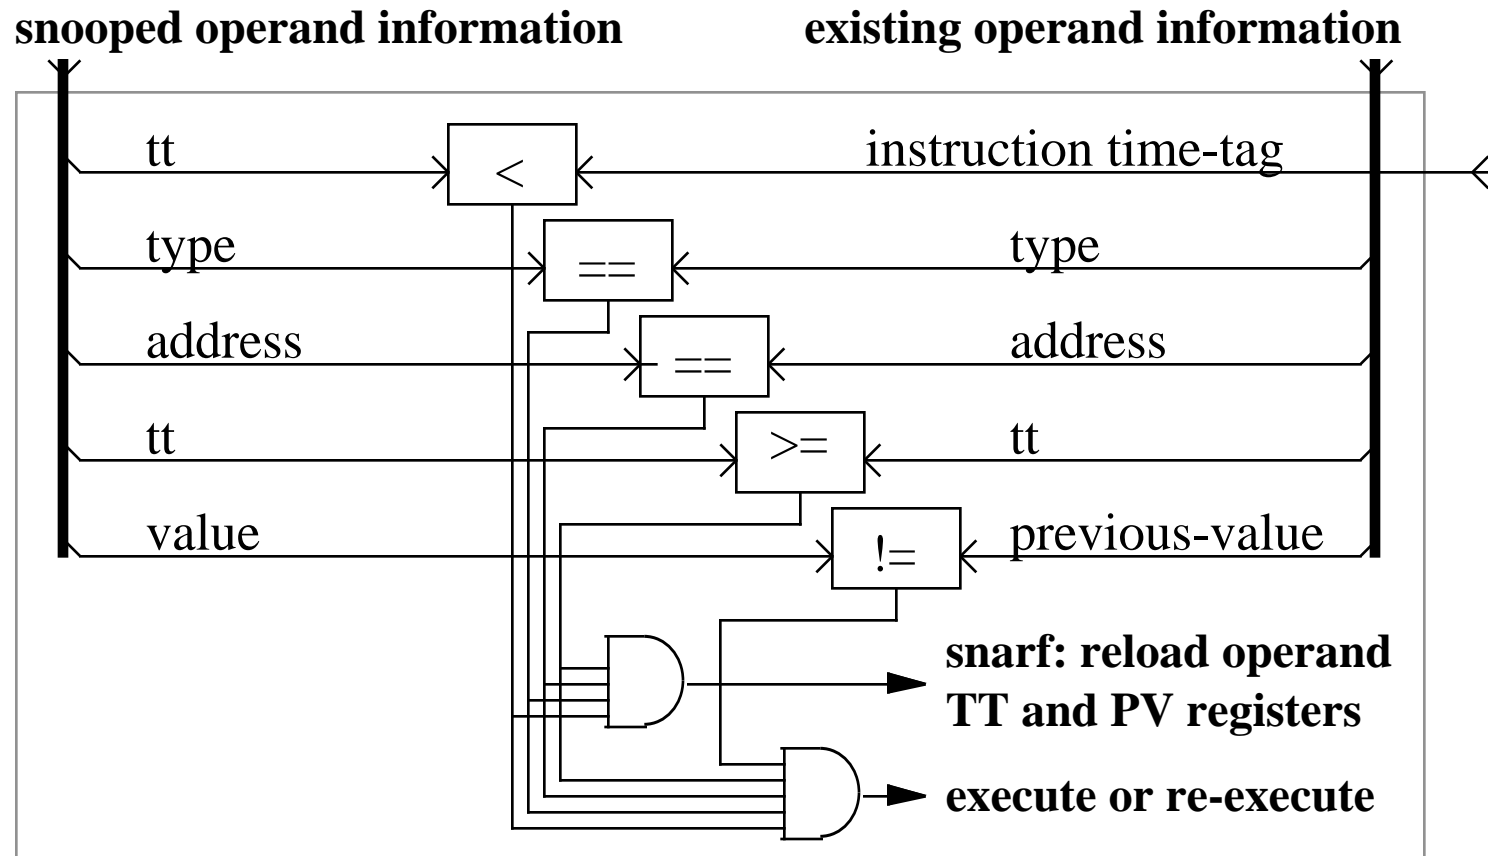 snooped operand information
existing operand information
tt
<
instruction time-tag
type
==
type
address
==
address
tt
>=
tt
value
!=
previous-value
snarf: reload operand
TT and PV registers
execute or re-execute